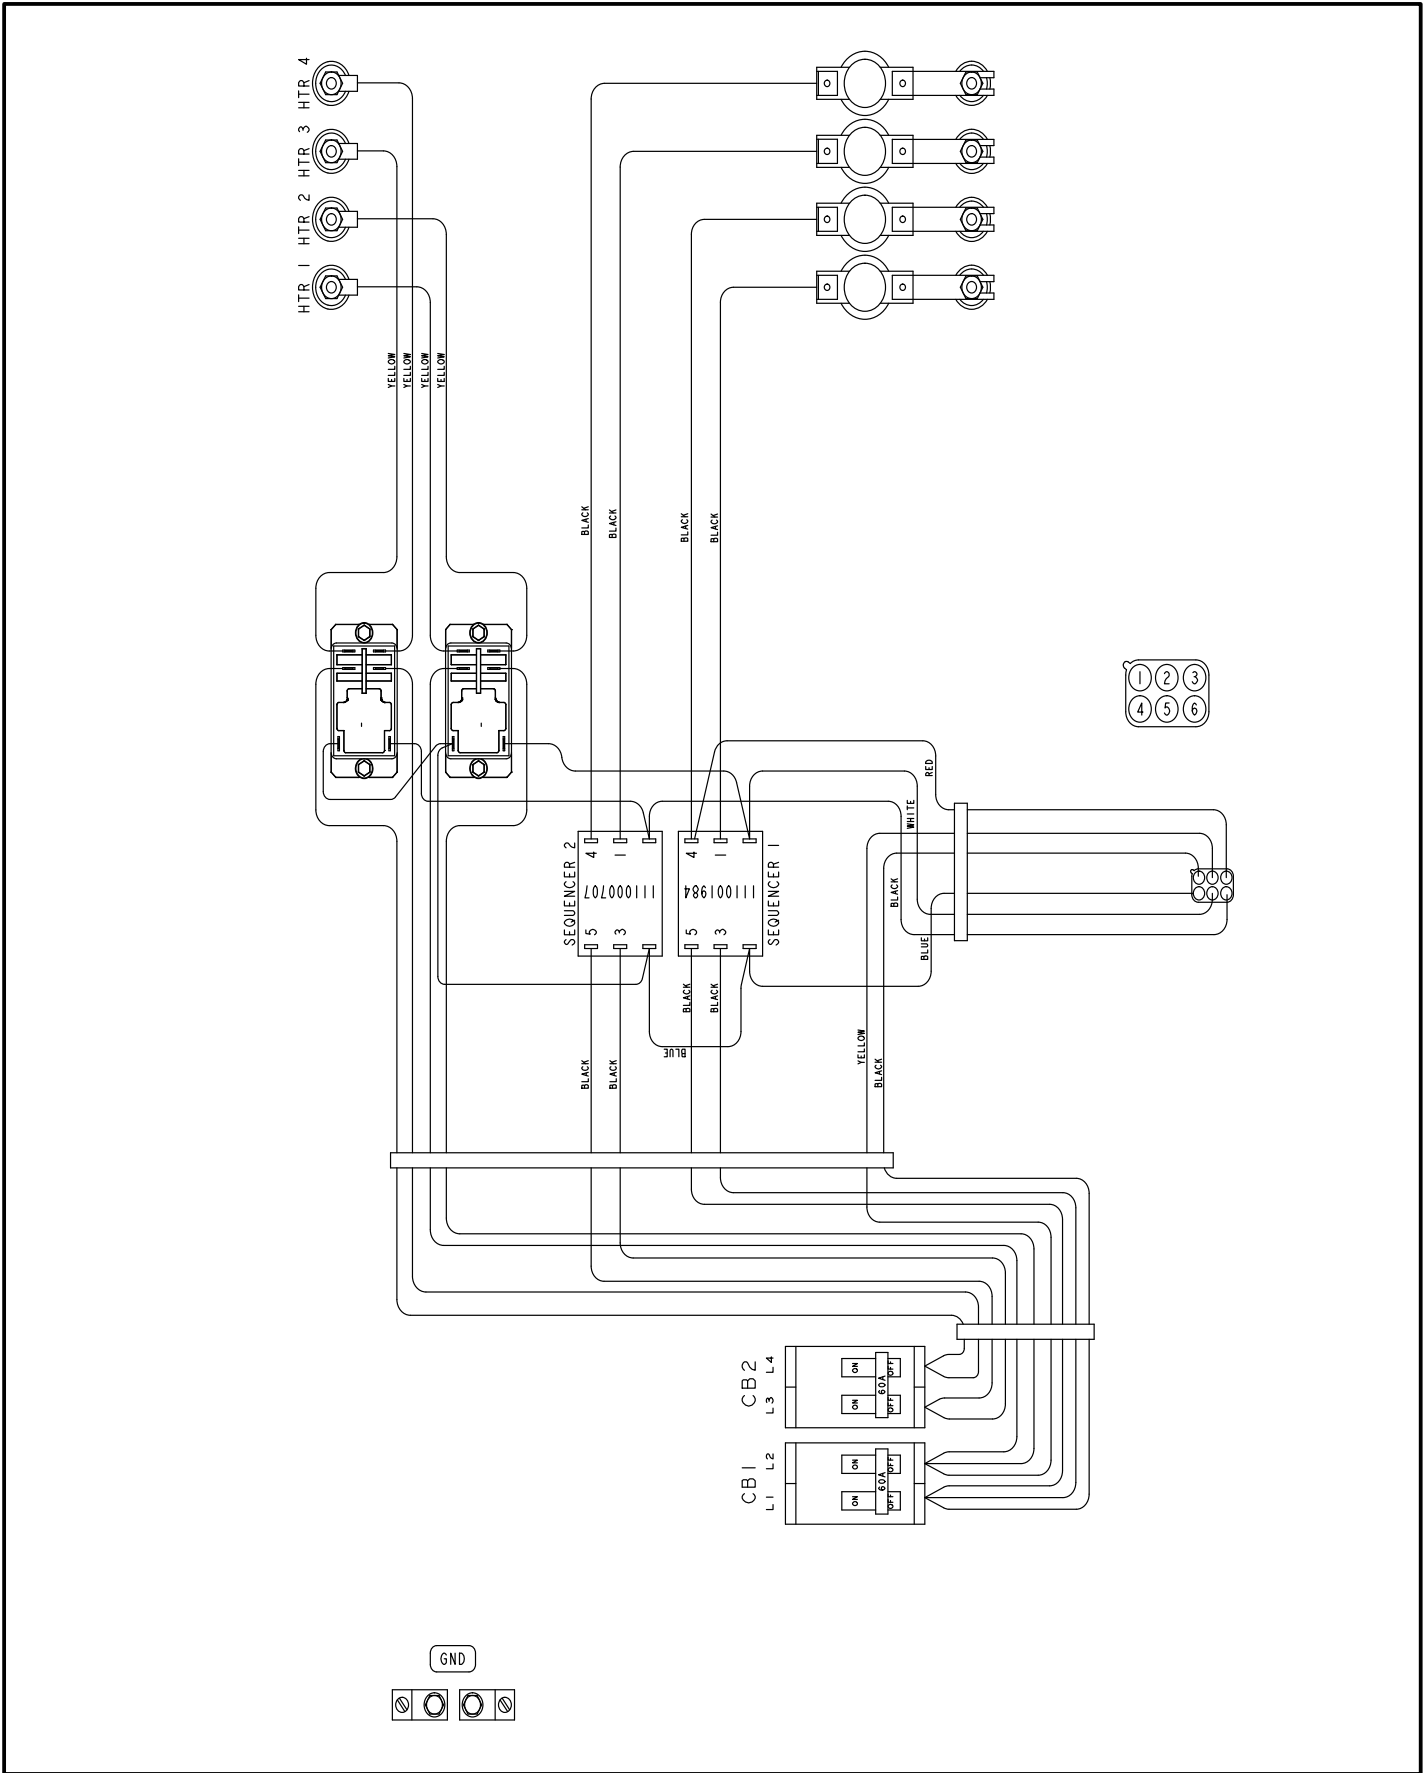 HTR 4
HTR 3
HTR 2
HTR 1
YELLOW
YELLOW
YELLOW
YELLOW
BLACK
BLACK
BLACK
BLACK
1 2 3
4 5 6
RED
WHITE
BLACK
BLUE
SEQUENCER 2
4 1
111000707
5 3
4 1
111001984
5 3
SEQUENCER 1
BLACK
BLACK
BLUE
BLACK
BLACK
YELLOW
BLACK
CB2
L4
L3
ON
OFF
60A
ON
OFF
CB1
L2
L1
ON
OFF
60A
ON
OFF
GND